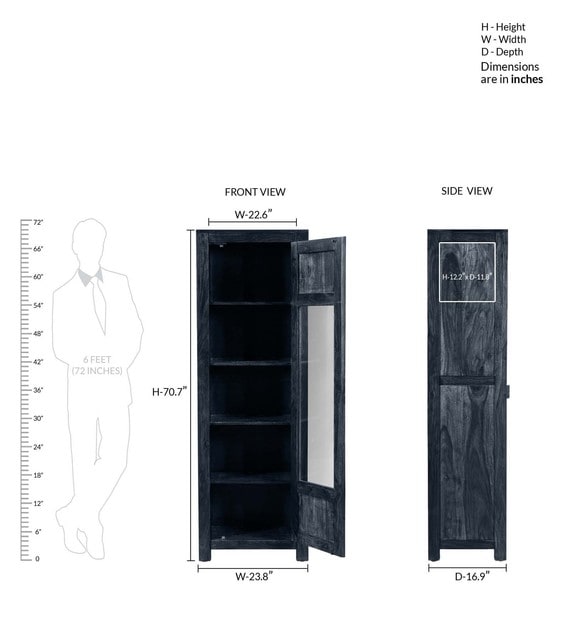 H - Height
W - Width
D - Depth
Dimensions
are in inches
FRONT VIEW
SIDE VIEW
W-22.6"
72"
66"
60"
54"
48"
42"
36"
30"
24"
18"
12"
6"
0
6 FEET
(72 INCHES)
H-70.7"
H-12.2"x D-11.8"
W-23.8"
D-16.9"